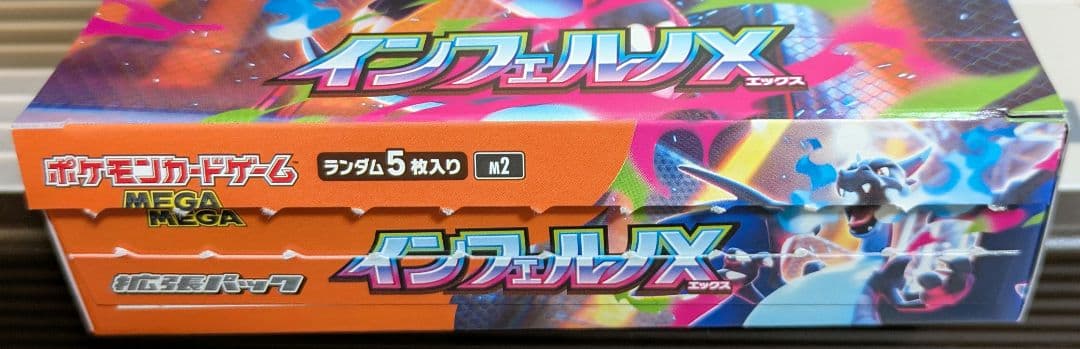 インフェルノX
エックス
ポケモンカードゲーム
MEGA
MEGA
ランダム5枚入り
M2
インフェルノX
エックス
拡張パック